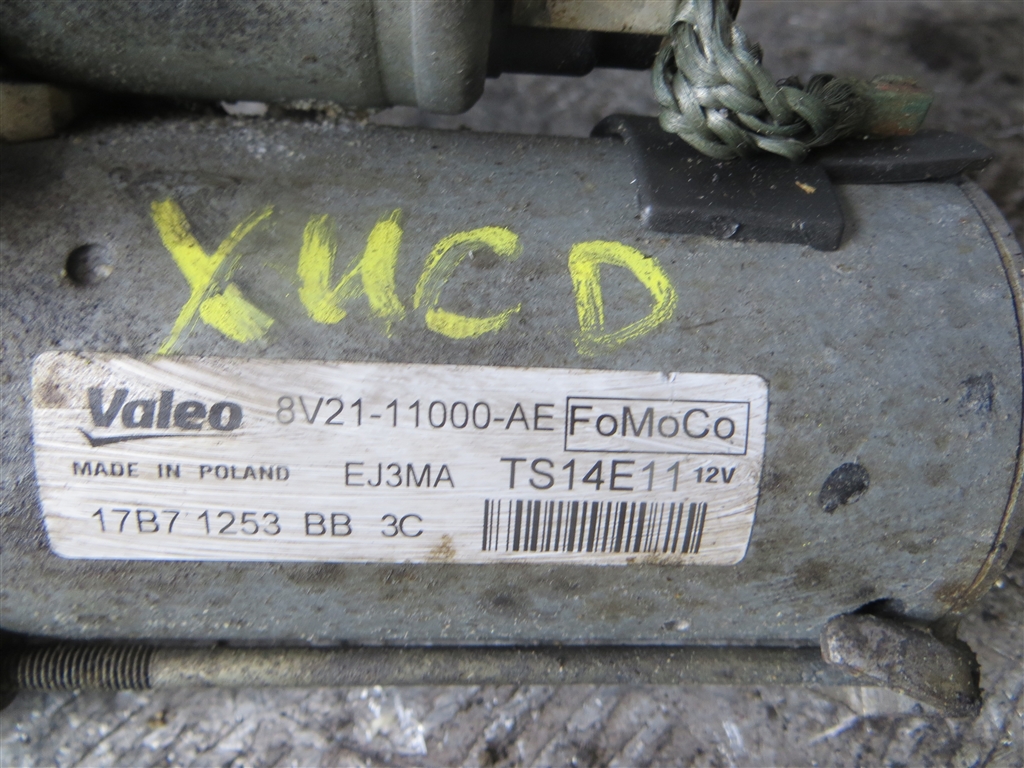 XUCD
Valeo 8V21-11000-AE FoMoCo
MADE IN POLAND EJ3MA TS14E11 12V
17B7 1253 BB 3C